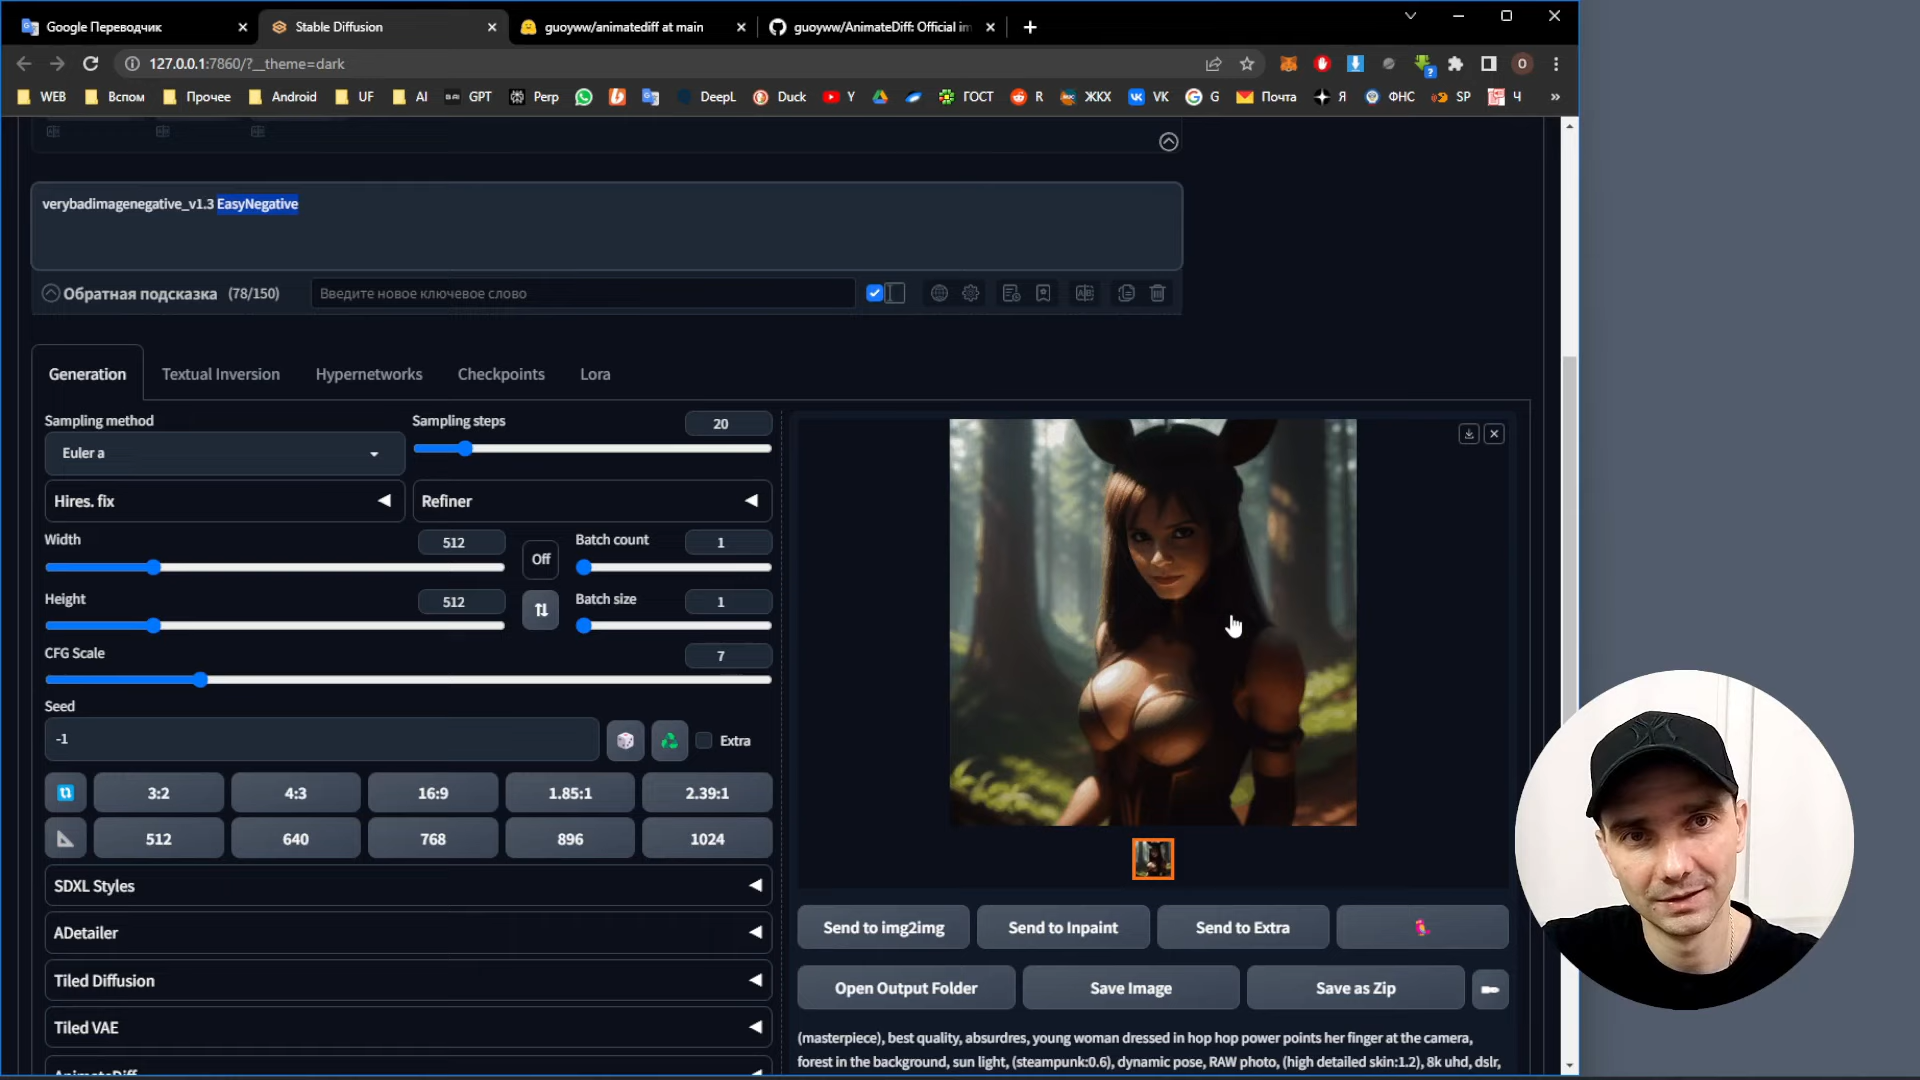 Google Переводчик
Stable Diffusion
guoyww/animatediff at main
guoyww/AnimateDiff: Official im
127.0.0.1:7860/?__theme=dark
O
WEB
Вспом
Прочее
Android
UF
AI
GPT
Perp
DeepL
Duck
Y
ГОСТ
R
ЖКХ
VK
G
Почта
Я
ФНС
SP
Ч
verybadimagenegative_v1.3 EasyNegative
Обратная подсказка (78/150)
Введите новое ключевое слово
Generation
Textual Inversion
Hypernetworks
Checkpoints
Lora
Sampling method
Sampling steps
20
Euler a
Hires. fix
Refiner
Width
512
Off
Batch count
1
Height
512
Batch size
1
CFG Scale
7
Seed
-1
Extra
3:2
4:3
16:9
1.85:1
2.39:1
512
640
768
896
1024
SDXL Styles
ADetailer
Tiled Diffusion
Tiled VAE
AnimateDiff
Send to img2img
Send to Inpaint
Send to Extra
Open Output Folder
Save Image
Save as Zip
(masterpiece), best quality, absurdres, young woman dressed in hop hop power points her finger at the camera,
forest in the background, sun light, (steampunk:0.6), dynamic pose, RAW photo, (high detailed skin:1.2), 8k uhd, dslr,